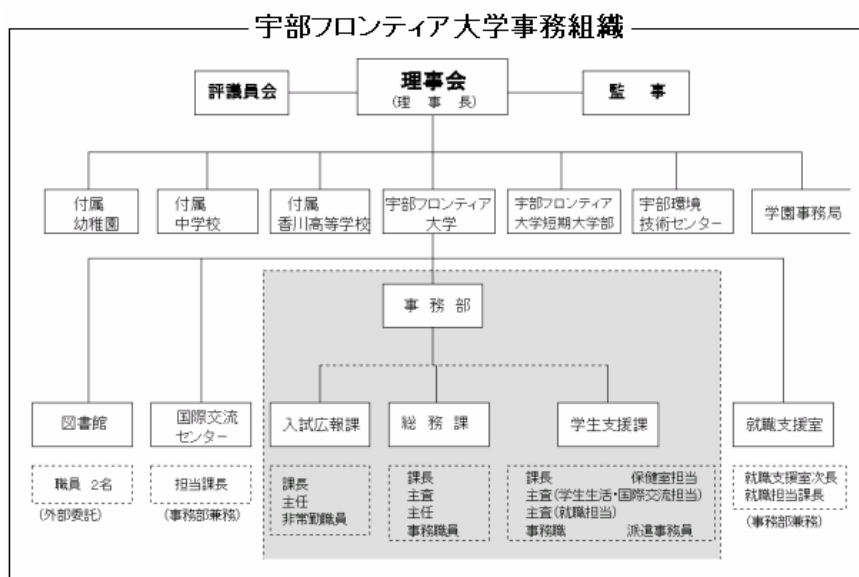 宇部フロンティア大学事務組織
評議員会
理事会
(理 事 長)
監 事
付属
幼稚園
付属
中学校
付属
香川高等学校
宇部フロンティア
大学
宇部フロンティア
大学短期大学部
宇部環境
技術センター
学園事務局
事 務 部
図書館
国際交流
センター
入試広報課
総 務 課
学生支援課
就職支援室
職員 2名
(外部委託)
担当課長
(事務部兼務)
課長
主任
非常勤職員
課長
主査
主任
事務職員
課長 保健室担当
主査(学生生活・国際交流担当)
主査(就職担当)
事務職 派遣事務員
就職支援室次長
就職担当課長
(事務部兼務)